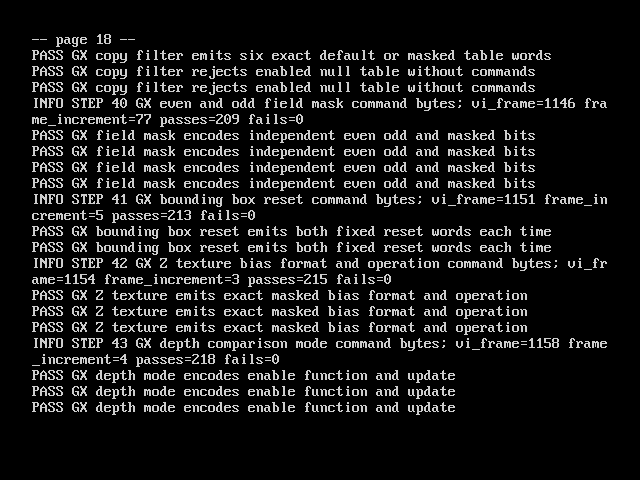 -- page 18 --
PASS GX copy filter emits six exact default or masked table words
PASS GX copy filter rejects enabled null table without commands
PASS GX copy filter rejects enabled null table without commands
INFO STEP 40 GX even and odd field mask command bytes; vi_frame=1146 fra
me_increment=77 passes=209 fails=0
PASS GX field mask encodes independent even odd and masked bits
PASS GX field mask encodes independent even odd and masked bits
PASS GX field mask encodes independent even odd and masked bits
PASS GX field mask encodes independent even odd and masked bits
INFO STEP 41 GX bounding box reset command bytes; vi_frame=1151 frame_in
crement=5 passes=213 fails=0
PASS GX bounding box reset emits both fixed reset words each time
PASS GX bounding box reset emits both fixed reset words each time
INFO STEP 42 GX Z texture bias format and operation command bytes; vi_fr
ame=1154 frame_increment=3 passes=215 fails=0
PASS GX Z texture emits exact masked bias format and operation
PASS GX Z texture emits exact masked bias format and operation
PASS GX Z texture emits exact masked bias format and operation
INFO STEP 43 GX depth comparison mode command bytes; vi_frame=1158 frame
_increment=4 passes=218 fails=0
PASS GX depth mode encodes enable function and update
PASS GX depth mode encodes enable function and update
PASS GX depth mode encodes enable function and update